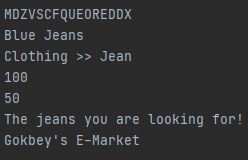 MDZVSCFQUEOREDDX
Blue Jeans
Clothing >> Jean
100
50
The jeans you are looking for!
Gokbey's E-Market